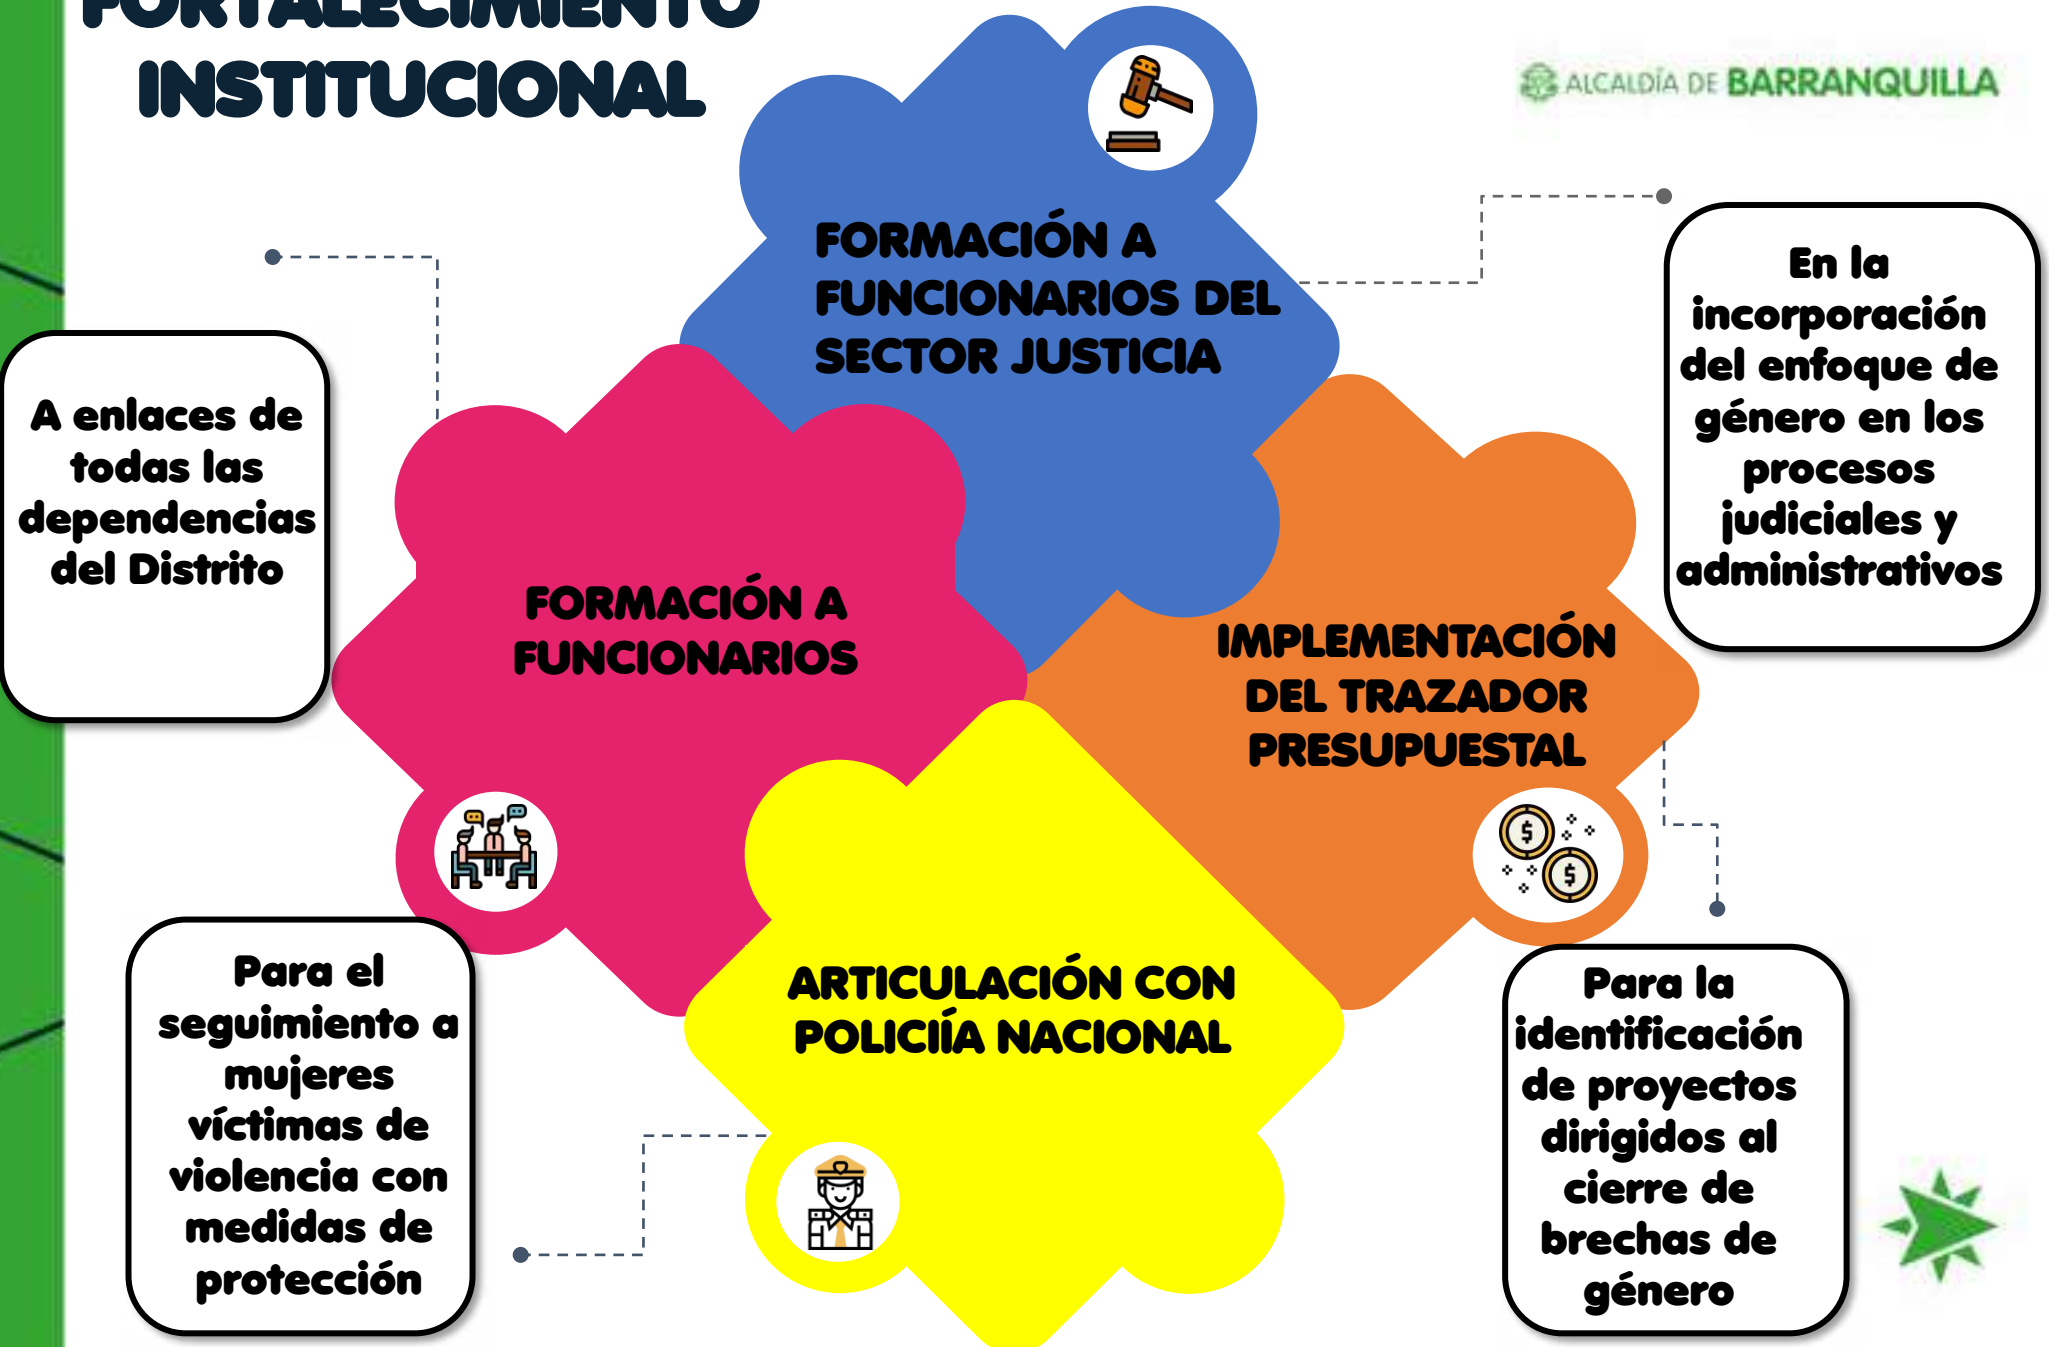 FORTALECIMIENTO
INSTITUCIONAL
ALCALDÍA DE BARRANQUILLA
FORMACIÓN A
FUNCIONARIOS DEL
SECTOR JUSTICIA
En la
incorporación
del enfoque de
género en los
procesos
judiciales y
administrativos
A enlaces de
todas las
dependencias
del Distrito
FORMACIÓN A
FUNCIONARIOS
IMPLEMENTACIÓN
DEL TRAZADOR
PRESUPUESTAL
$
$
ARTICULACIÓN CON
POLICIÍA NACIONAL
Para el
seguimiento a
mujeres
víctimas de
violencia con
medidas de
protección
Para la
identificación
de proyectos
dirigidos al
cierre de
brechas de
género